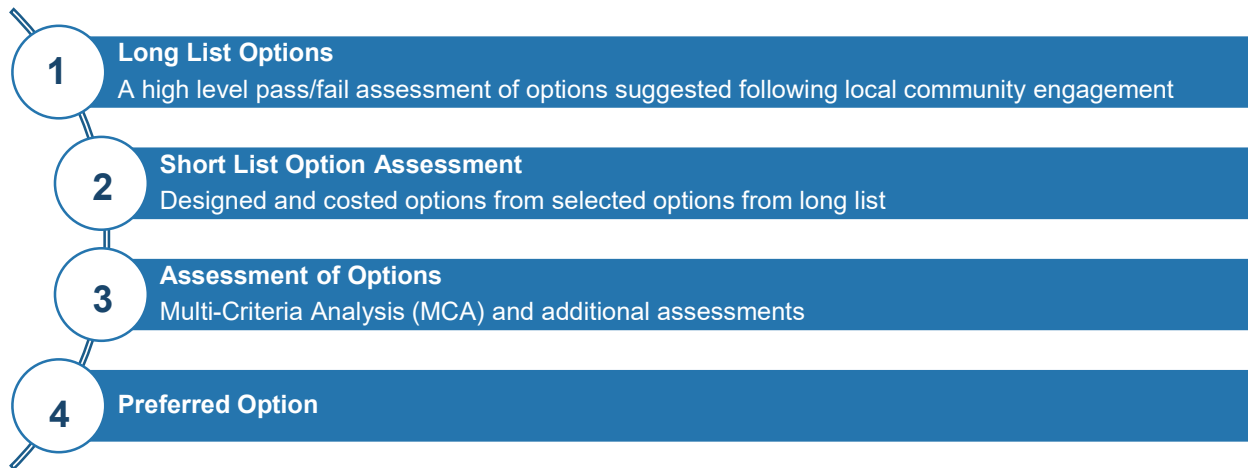 1
Long List Options
A high level pass/fail assessment of options suggested following local community engagement
2
Short List Option Assessment
Designed and costed options from selected options from long list
3
Assessment of Options
Multi-Criteria Analysis (MCA) and additional assessments
4
Preferred Option